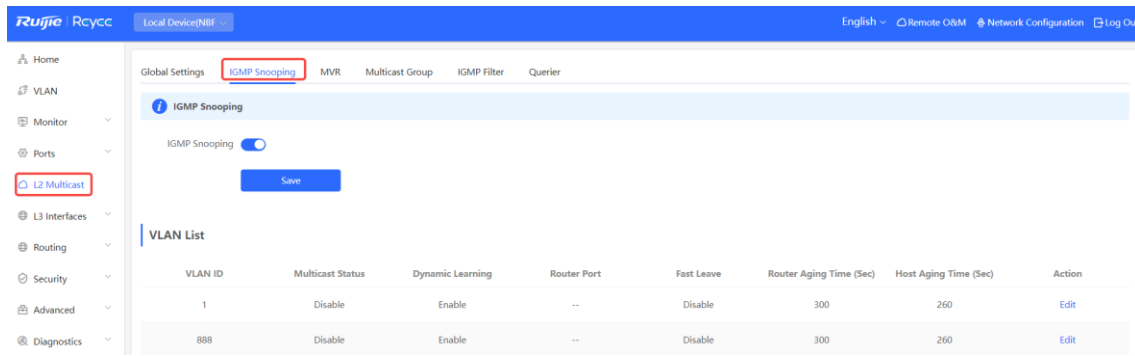 Ruijie Rcycc Local Device(NBF English Remote O&M Network Configuration Log Ou
Home
VLAN
Monitor
Ports
L2 Multicast
L3 Interfaces
Routing
Security
Advanced
Diagnostics
Global Settings IGMP Snooping MVR Multicast Group IGMP Filter Querier
IGMP Snooping
IGMP Snooping
Save
VLAN List
VLAN ID Multicast Status Dynamic Learning Router Port Fast Leave Router Aging Time (Sec) Host Aging Time (Sec) Action
1 Disable Enable -- Disable 300 260 Edit
888 Disable Enable -- Disable 300 260 Edit